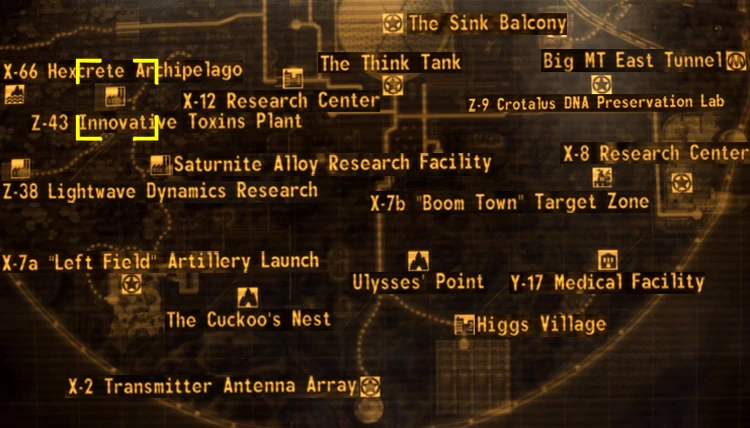 The Sink Balcony
The Think Tank
Big MT East Tunnel
X-66 Hexcrete Archipelago
X-12 Research Center
Z-9 Crotalus DNA Preservation Lab
Z-43 Innovative Toxins Plant
Saturnite Alloy Research Facility
X-8 Research Center
Z-38 Lightwave Dynamics Research
X-7b "Boom Town" Target Zone
X-7a "Left Field" Artillery Launch
Ulysses' Point
Y-17 Medical Facility
The Cuckoo's Nest
Higgs Village
X-2 Transmitter Antenna Array